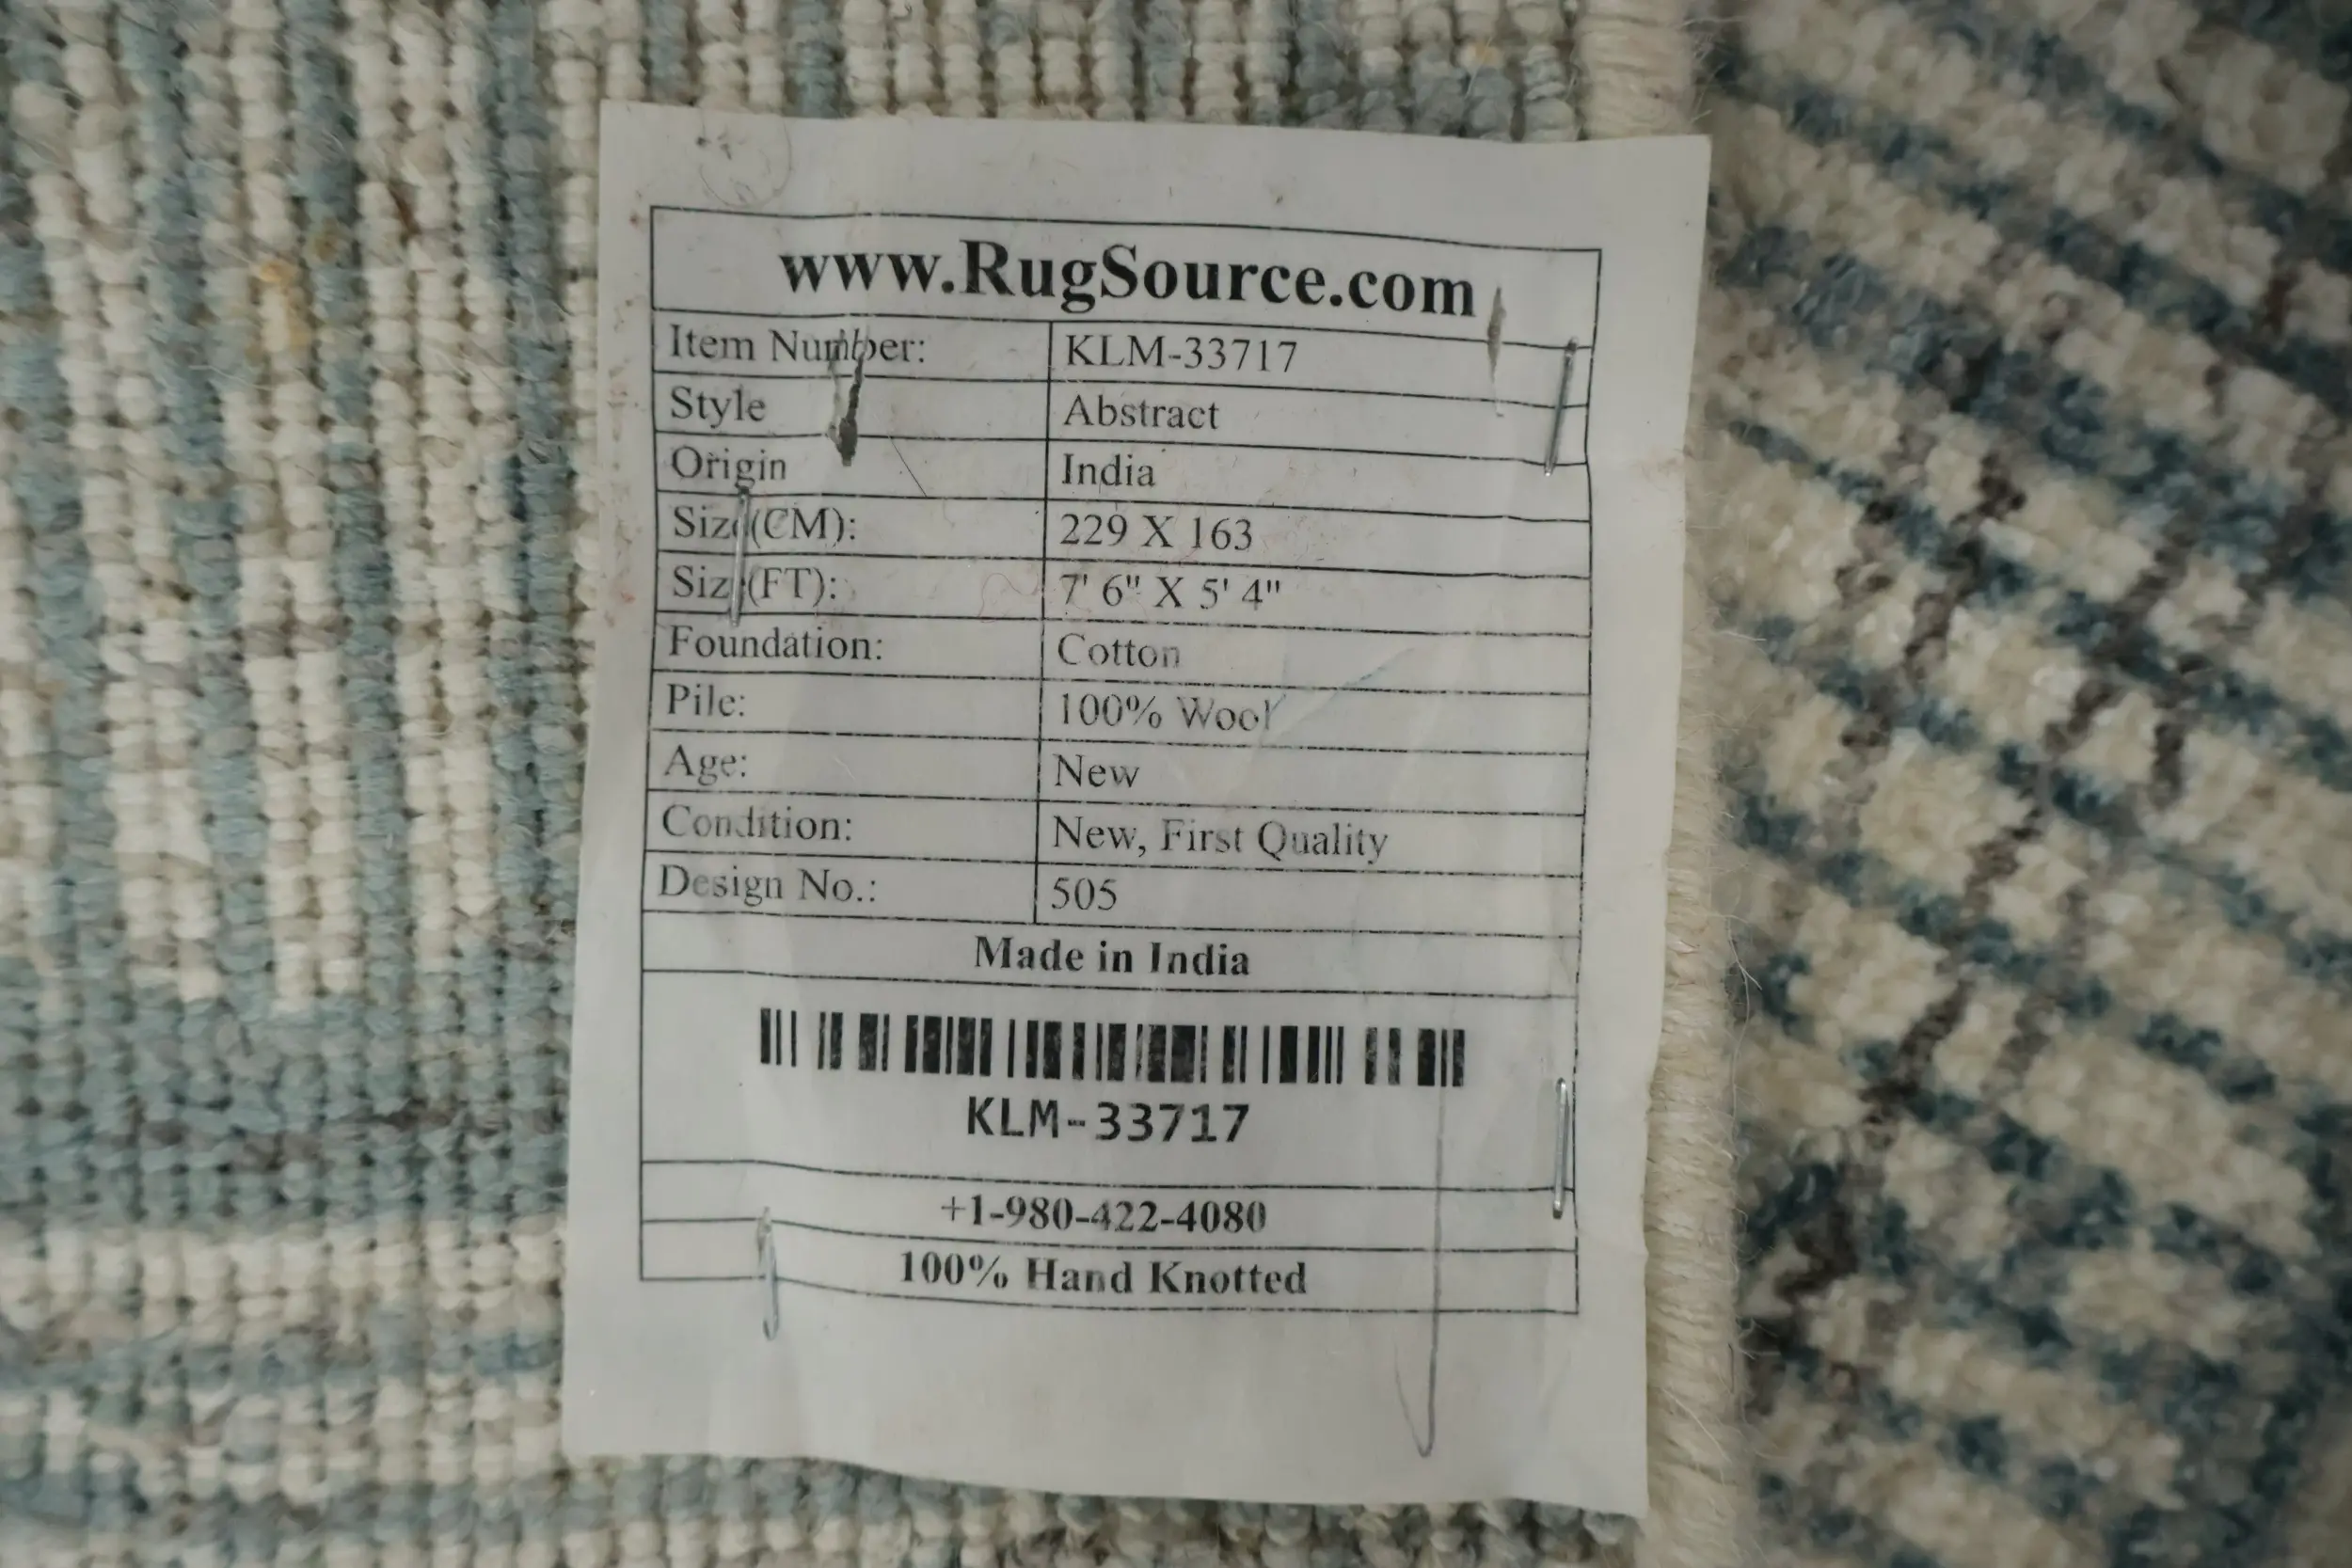 www.RugSource.com
Item Number: KLM-33717
Style Abstract
Origin India
Size(CM): 229 X 163
Size(FT): 7' 6" X 5' 4"
Foundation: Cotton
Pile: 100% Wool
Age: New
Condition: New, First Quality
Design No.: 505
Made in India
KLM-33717
+1-980-422-4080
100% Hand Knotted